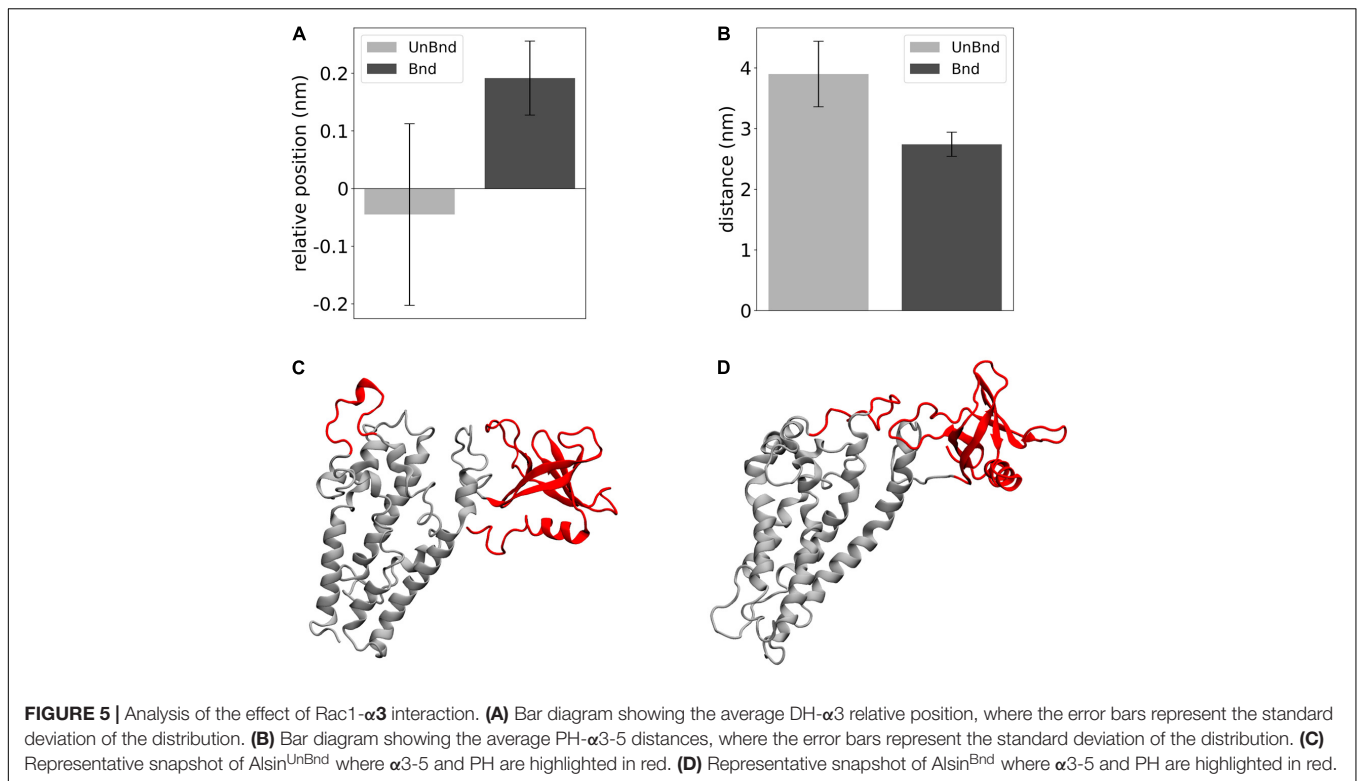 A
UnBnd
Bnd
relative position (nm)
0.2
0.1
0
-0.1
-0.2
B
UnBnd
Bnd
distance (nm)
4
3
2
1
0
C
D
FIGURE 5 | Analysis of the effect of Rac1-α3 interaction. (A) Bar diagram showing the average DH-α3 relative position, where the error bars represent the standard
deviation of the distribution. (B) Bar diagram showing the average PH-α3-5 distances, where the error bars represent the standard deviation of the distribution. (C)
Representative snapshot of Alsin^UnBnd where α3-5 and PH are highlighted in red. (D) Representative snapshot of Alsin^Bnd where α3-5 and PH are highlighted in red.